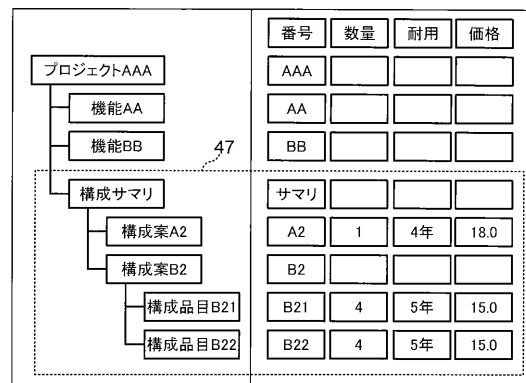 番号 数量 耐用 価格
プロジェクトAAA AAA
機能AA AA
機能BB BB
47
構成サマリ サマリ
構成案A2 A2 1 4年 18.0
構成案B2 B2
構成品目B21 B21 4 5年 15.0
構成品目B22 B22 4 5年 15.0